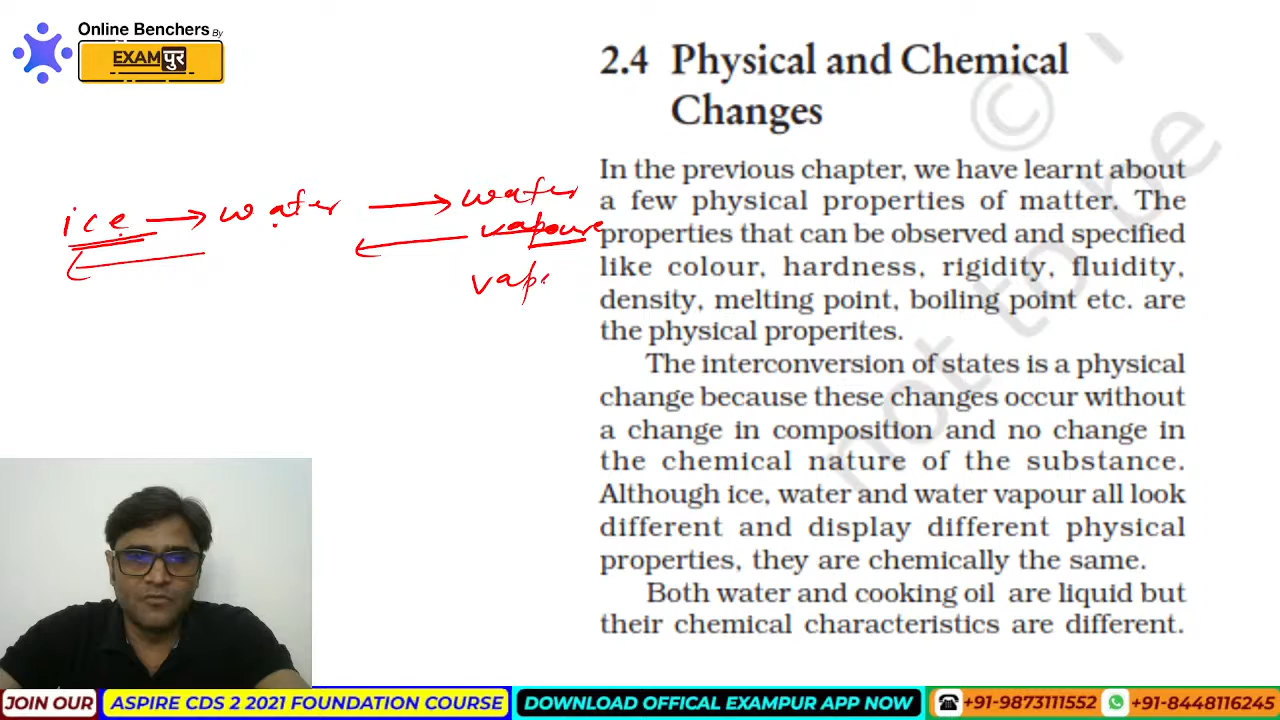 Online Benchers By
EXAMपुर
2.4 Physical and Chemical
Changes
ice → water → water
vapoure
vap
In the previous chapter, we have learnt about
a few physical properties of matter. The
properties that can be observed and specified
like colour, hardness, rigidity, fluidity,
density, melting point, boiling point etc. are
the physical properites.
The interconversion of states is a physical
change because these changes occur without
a change in composition and no change in
the chemical nature of the substance.
Although ice, water and water vapour all look
different and display different physical
properties, they are chemically the same.
Both water and cooking oil are liquid but
their chemical characteristics are different.
not to be
JOIN OUR
ASPIRE CDS 2 2021 FOUNDATION COURSE
DOWNLOAD OFFICAL EXAMPUR APP NOW
+91-9873111552
+91-8448116245